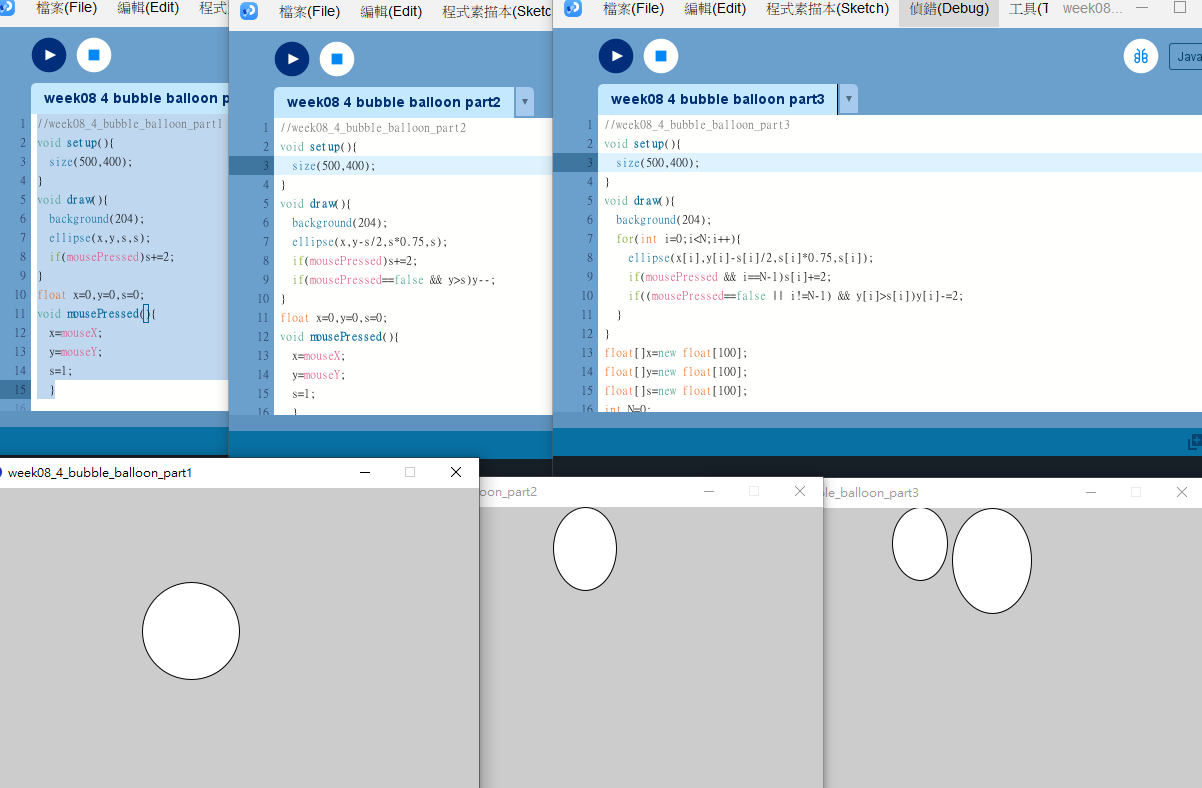 檔案(File) 編輯(Edit) 程式
week08 4 bubble balloon p
1 //week08_4_bubble_balloon_part1
2 void setup(){
3 size(500,400);
4 }
5 void draw(){
6 background(204);
7 ellipse(x,y,s,s);
8 if(mousePressed)s+=2;
9 }
10 float x=0,y=0,s=0;
11 void mousePressed(){
12 x=mouseX;
13 y=mouseY;
14 s=1;
15 }
16
檔案(File) 編輯(Edit) 程式素描本(Sketc
week08 4 bubble balloon part2
1 //week08_4_bubble_balloon_part2
2 void setup(){
3 size(500,400);
4 }
5 void draw(){
6 background(204);
7 ellipse(x,y-s/2,s*0.75,s);
8 if(mousePressed)s+=2;
9 if(mousePressed==false && y>s)y--;
10 }
11 float x=0,y=0,s=0;
12 void mousePressed(){
13 x=mouseX;
14 y=mouseY;
15 s=1;
16 }
檔案(File) 編輯(Edit) 程式素描本(Sketch) 偵錯(Debug) 工具(T week08...
Java
week08 4 bubble balloon part3
1 //week08_4_bubble_balloon_part3
2 void setup(){
3 size(500,400);
4 }
5 void draw(){
6 background(204);
7 for(int i=0;i<N;i++){
8 ellipse(x[i],y[i]-s[i]/2,s[i]*0.75,s[i]);
9 if(mousePressed && i==N-1)s[i]+=2;
10 if((mousePressed==false || i!=N-1) && y[i]>s[i])y[i]-=2;
11 }
12 }
13 float[]x=new float[100];
14 float[]y=new float[100];
15 float[]s=new float[100];
16 int N=0;
week08_4_bubble_balloon_part1
oon_part2
ble_balloon_part3